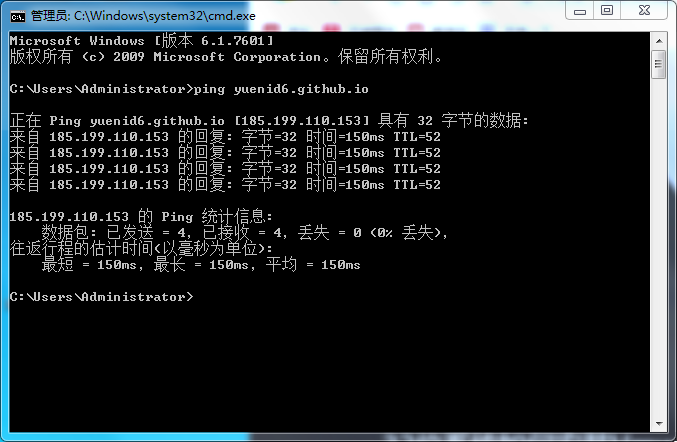 管理员: C:\Windows\system32\cmd.exe
Microsoft Windows [版本 6.1.7601]
版权所有 (c) 2009 Microsoft Corporation。保留所有权利。
C:\Users\Administrator>ping yuenid6.github.io
正在 Ping yuenid6.github.io [185.199.110.153] 具有 32 字节的数据:
来自 185.199.110.153 的回复: 字节=32 时间=150ms TTL=52
来自 185.199.110.153 的回复: 字节=32 时间=150ms TTL=52
来自 185.199.110.153 的回复: 字节=32 时间=150ms TTL=52
来自 185.199.110.153 的回复: 字节=32 时间=150ms TTL=52
185.199.110.153 的 Ping 统计信息:
数据包: 已发送 = 4, 已接收 = 4, 丢失 = 0 (0% 丢失),
往返行程的估计时间(以毫秒为单位):
最短 = 150ms, 最长 = 150ms, 平均 = 150ms
C:\Users\Administrator>